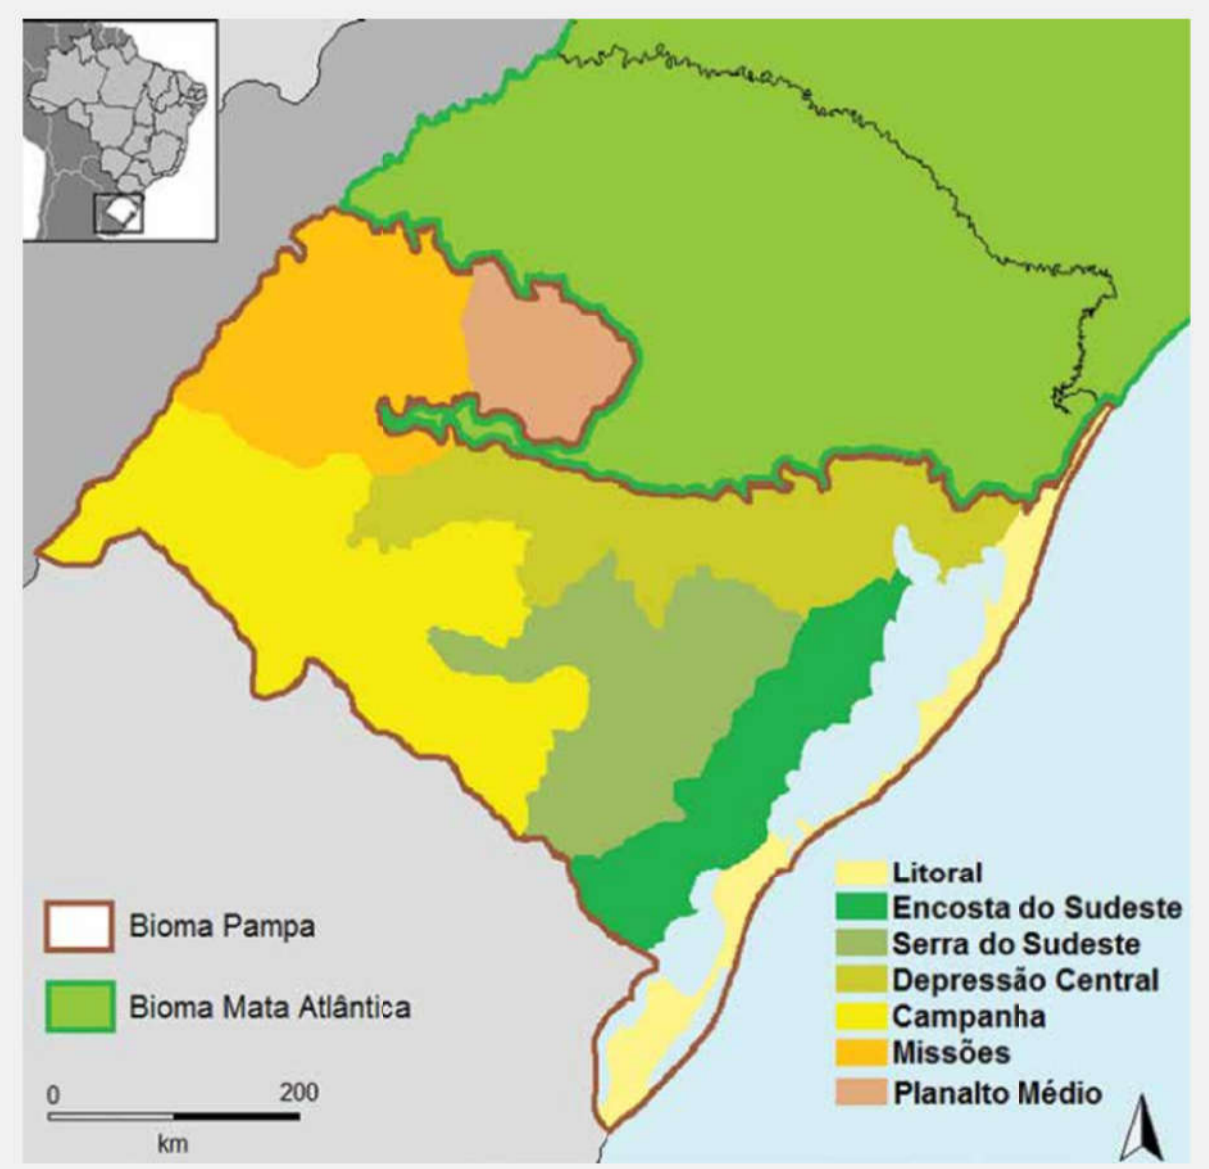 Bioma Pampa
Bioma Mata Atlântica
0 200
km
Litoral
Encosta do Sudeste
Serra do Sudeste
Depressão Central
Campanha
Missões
Planalto Médio